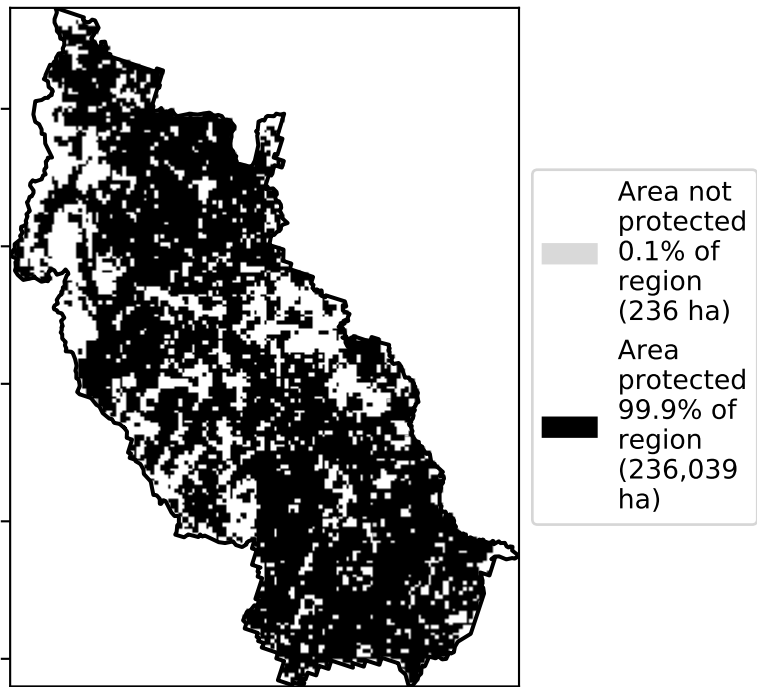 Area not
protected
0.1% of
region
(236 ha)
Area
protected
99.9% of
region
(236,039
ha)